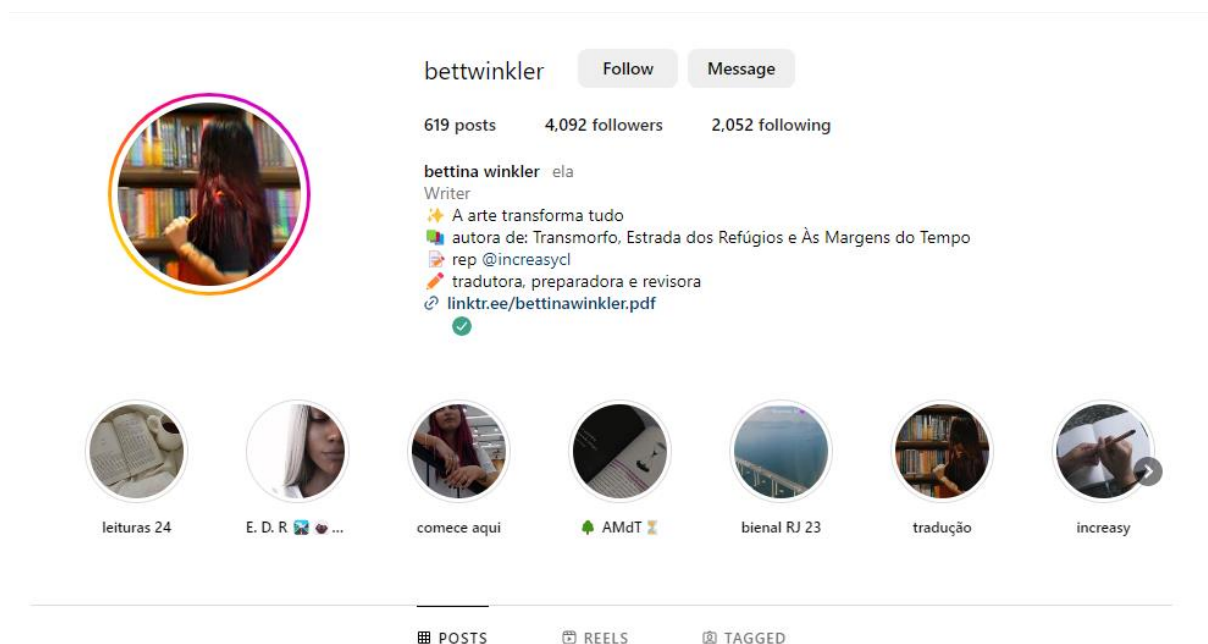 bettwinkler Follow Message
619 posts 4,092 followers 2,052 following
bettina winkler ela
Writer
✨ A arte transforma tudo
📚 autora de: Transmorfo, Estrada dos Refúgios e Às Margens do Tempo
📝 rep @increasycl
✏️ tradutora, preparadora e revisora
linktr.ee/bettinawinkler.pdf
leituras 24 E. D. R 🏞️ ... comece aqui 🌳 AMdT ⏳ bienal RJ 23 tradução increasy
POSTS REELS TAGGED